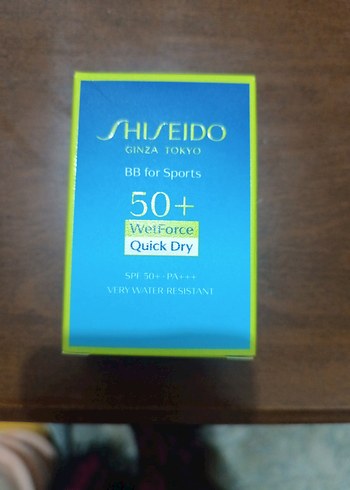 SHISEIDO
GINZA TOKYO
BB for Sports
50+
WetForce
Quick Dry
SPF 50+・PA+++
VERY WATER-RESISTANT